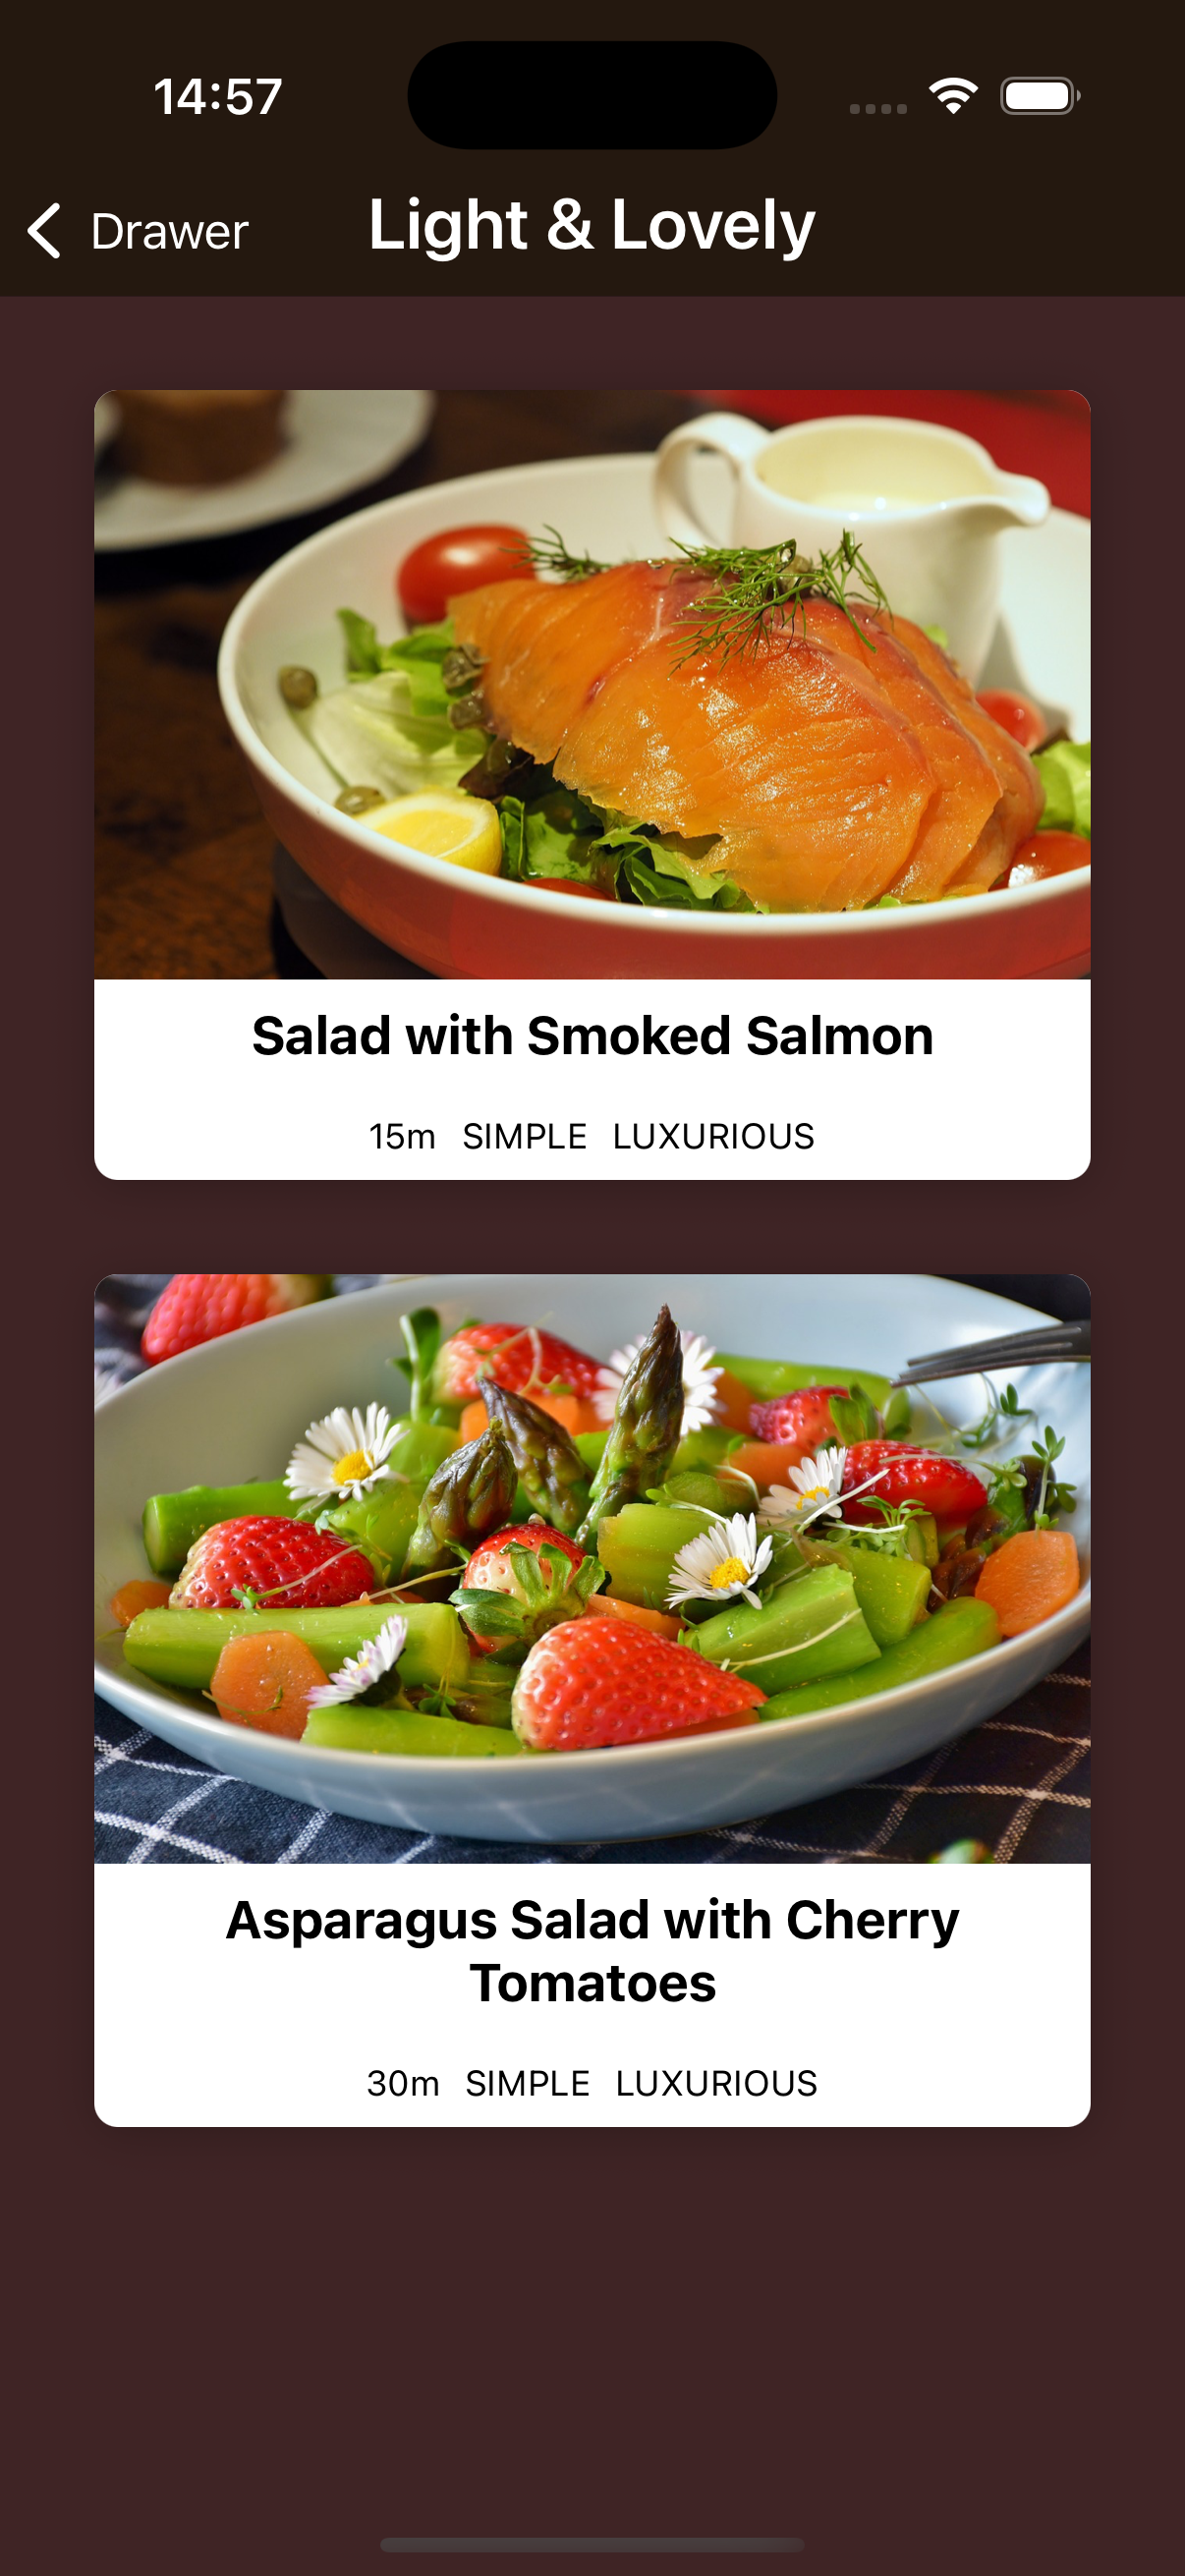 14:57
Drawer
Light & Lovely
Salad with Smoked Salmon
15m SIMPLE LUXURIOUS
Asparagus Salad with Cherry
Tomatoes
30m SIMPLE LUXURIOUS